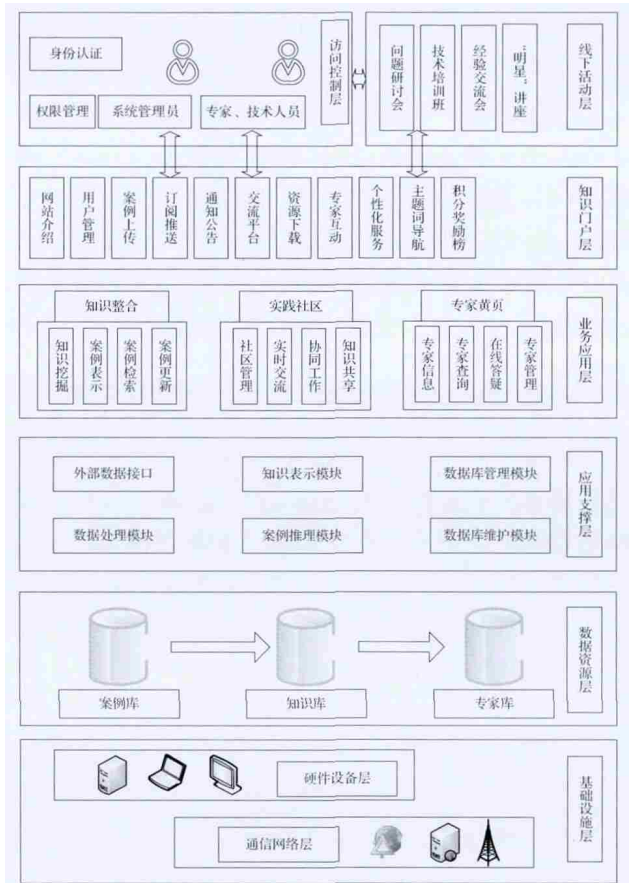 身份认证
权限管理
系统管理员
专家、技术人员
访问控制层
问题研讨会
技术培训班
经验交流会
“明星”讲座
线下活动层
网站介绍
用户管理
案例上传
订阅推送
通知公告
交流平台
资源下载
专家互动
个性化服务
主题词导航
积分奖励榜
知识门户层
知识整合
知识挖掘
案例表示
案例检索
案例更新
实践社区
社区管理
实时交流
协同工作
知识共享
专家黄页
专家信息
专家查询
在线答疑
专家管理
业务应用层
外部数据接口
知识表示模块
数据库管理模块
数据处理模块
案例推理模块
数据库维护模块
应用支撑层
案例库
知识库
专家库
数据资源层
硬件设备层
通信网络层
基础设施层